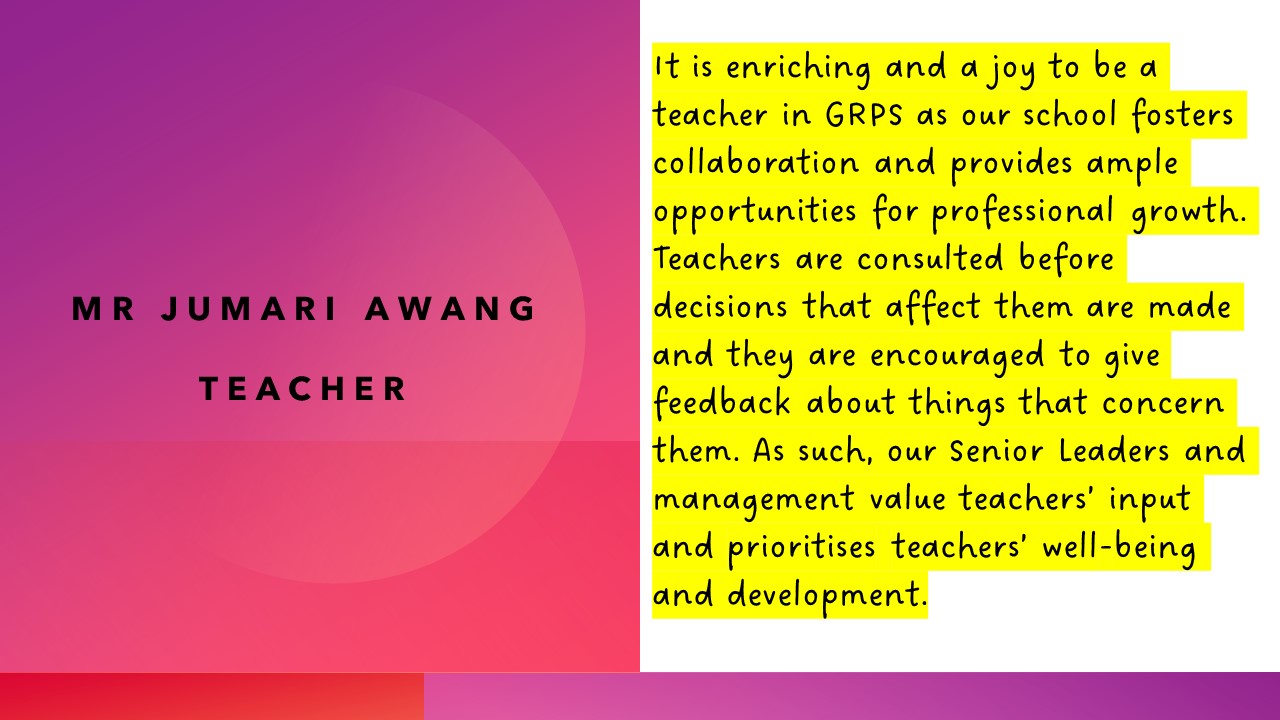 MR JUMARI AWANG
TEACHER
It is enriching and a joy to be a
teacher in GRPS as our school fosters
collaboration and provides ample
opportunities for professional growth.
Teachers are consulted before
decisions that affect them are made
and they are encouraged to give
feedback about things that concern
them. As such, our Senior Leaders and
management value teachers' input
and prioritises teachers' well-being
and development.